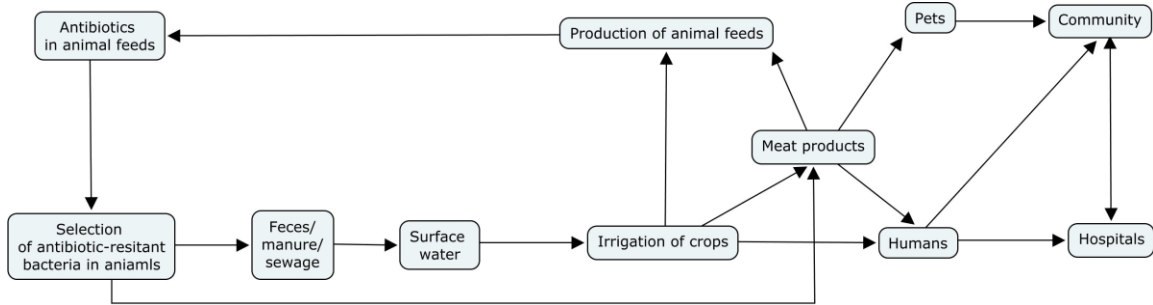 Antibiotics
in animal feeds
Production of animal feeds
Pets
Community
Meat products
Selection
of antibiotic-resitant
bacteria in aniamls
Feces/
manure/
sewage
Surface
water
Irrigation of crops
Humans
Hospitals